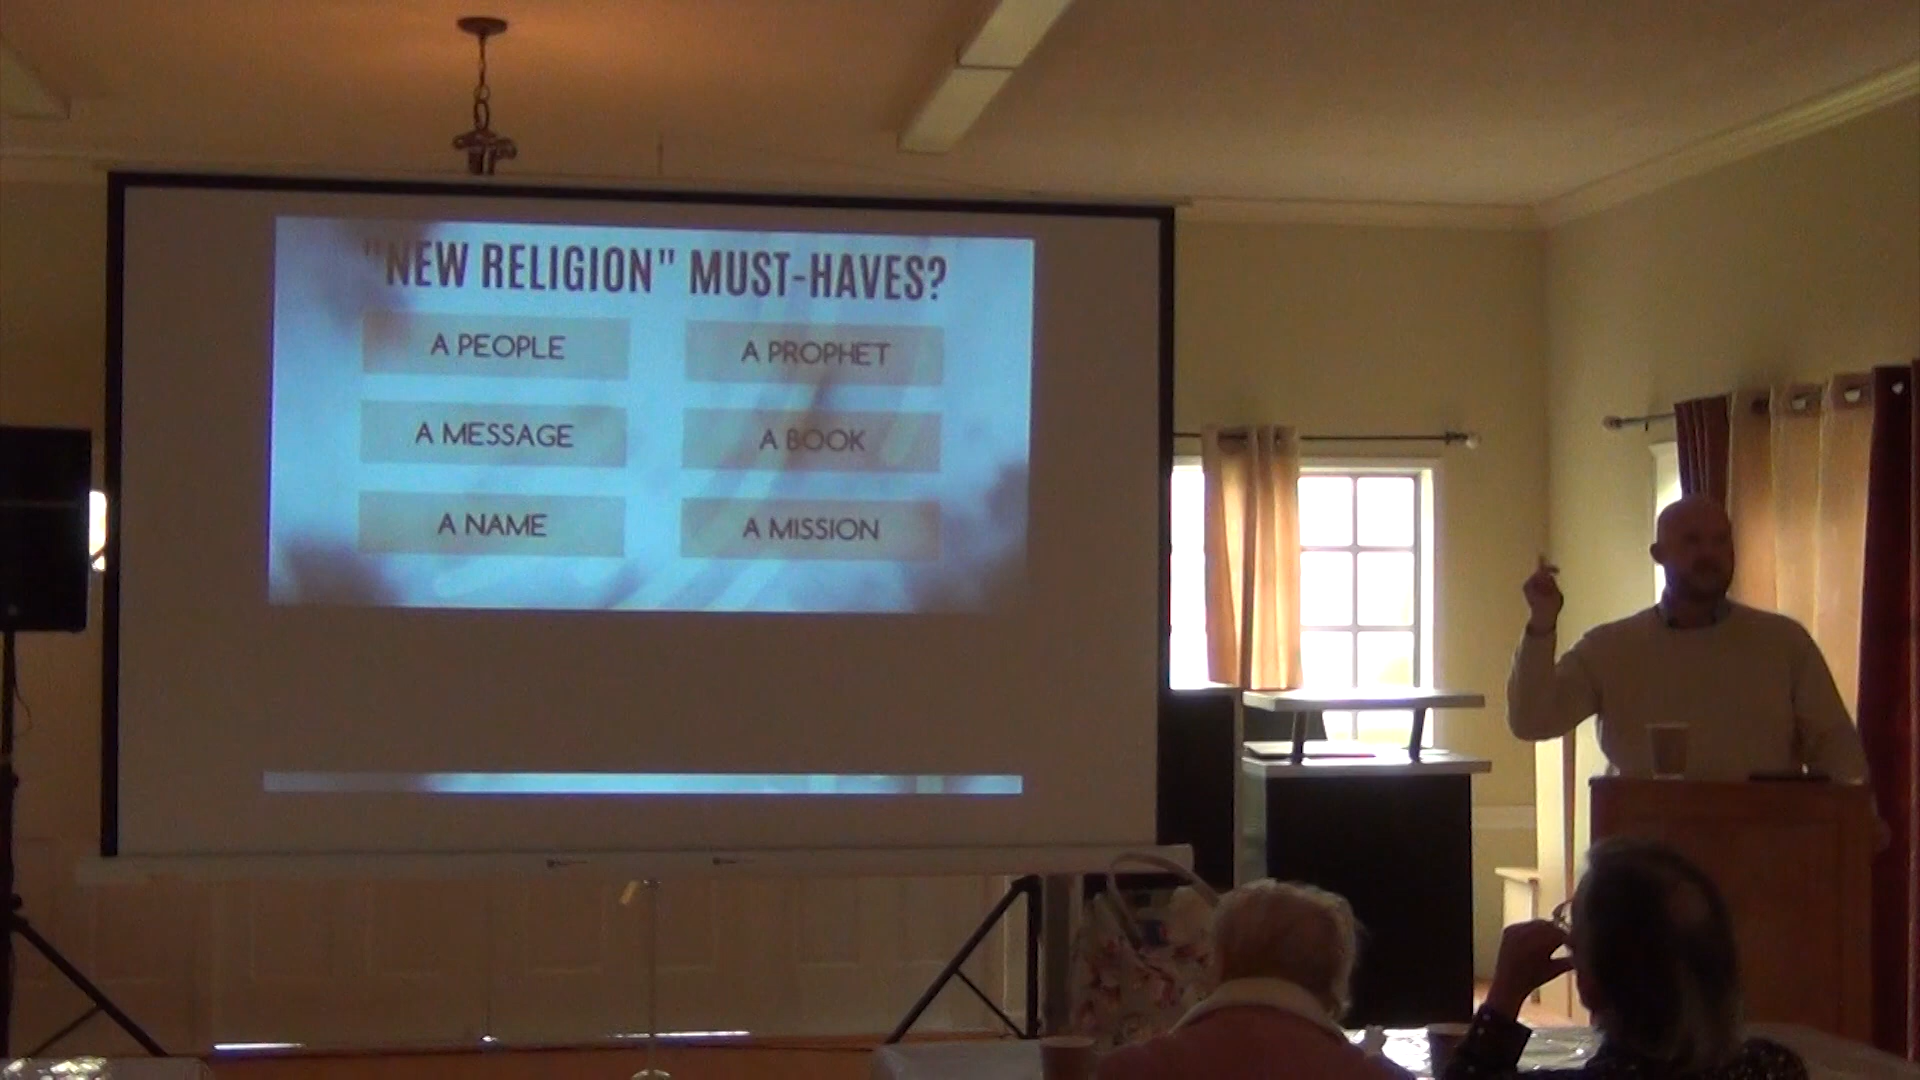 "NEW RELIGION" MUST-HAVES?
A PEOPLE
A PROPHET
A MESSAGE
A BOOK
A NAME
A MISSION